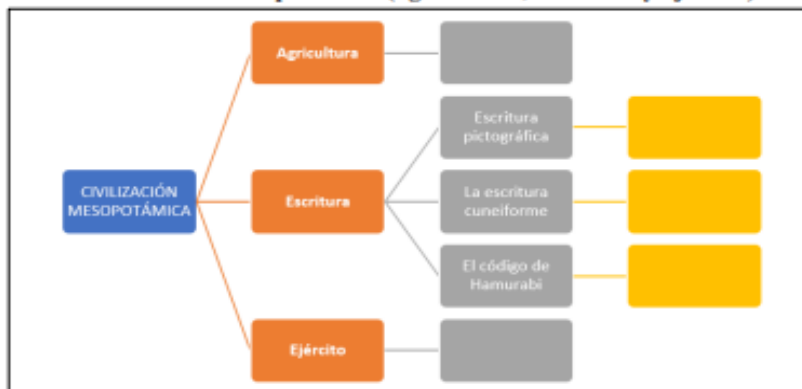 Agricultura
Escritura
pictográfica
CIVILIZACIÓN
MESOPOTÁMICA
Escritura
La escritura
cuneiforme
El código de
Hamurabi
Ejército